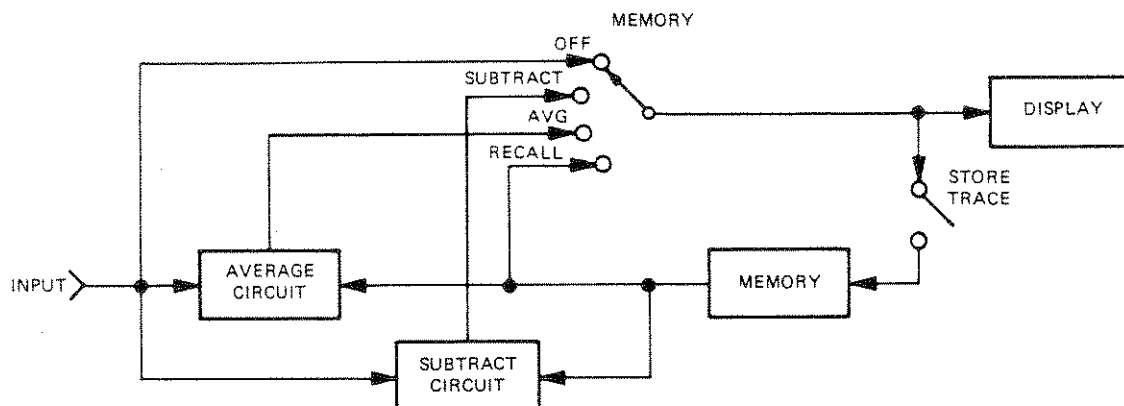 MEMORY
OFF
SUBTRACT
AVG
RECALL
DISPLAY
STORE
TRACE
INPUT
AVERAGE
CIRCUIT
MEMORY
SUBTRACT
CIRCUIT